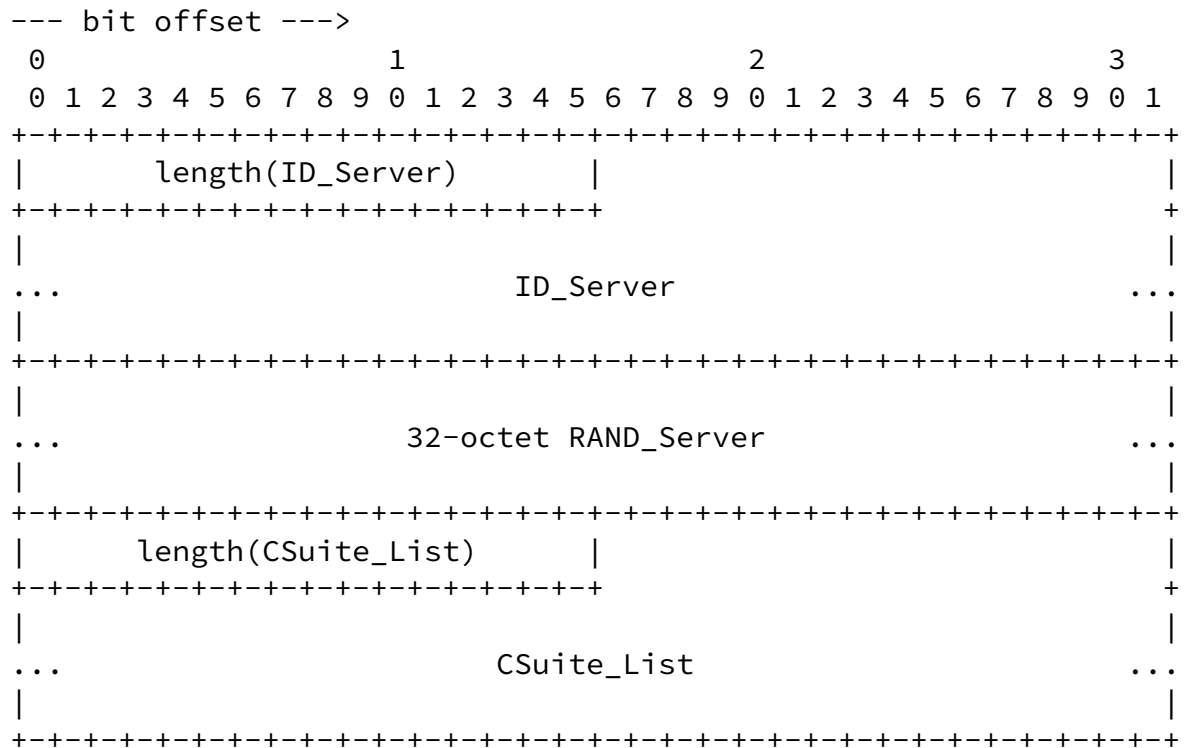 --- bit offset --->
 0                   1                   2                   3
 0 1 2 3 4 5 6 7 8 9 0 1 2 3 4 5 6 7 8 9 0 1 2 3 4 5 6 7 8 9 0 1
+-+-+-+-+-+-+-+-+-+-+-+-+-+-+-+-+-+-+-+-+-+-+-+-+-+-+-+-+-+-+-+-+
|       length(ID_Server)       |                               |
+-+-+-+-+-+-+-+-+-+-+-+-+-+-+-+-+                               +
|                                                               |
...                         ID_Server                         ...
|                                                               |
+-+-+-+-+-+-+-+-+-+-+-+-+-+-+-+-+-+-+-+-+-+-+-+-+-+-+-+-+-+-+-+-+
|                                                               |
...                   32-octet RAND_Server                    ...
|                                                               |
+-+-+-+-+-+-+-+-+-+-+-+-+-+-+-+-+-+-+-+-+-+-+-+-+-+-+-+-+-+-+-+-+
|      length(CSuite_List)      |                               |
+-+-+-+-+-+-+-+-+-+-+-+-+-+-+-+-+                               +
|                                                               |
...                        CSuite_List                        ...
|                                                               |
+-+-+-+-+-+-+-+-+-+-+-+-+-+-+-+-+-+-+-+-+-+-+-+-+-+-+-+-+-+-+-+-+